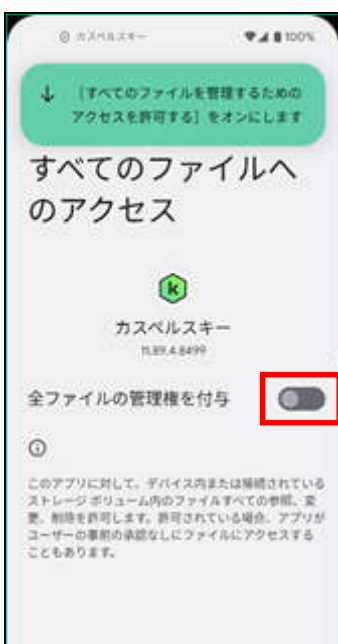 カスペルスキー 100%
↓ [すべてのファイルを管理するための
アクセスを許可する] をオンにします
すべてのファイルへ
のアクセス
カスペルスキー
11.89.4.8499
全ファイルの管理権を付与
このアプリに対して、デバイス内または接続されている
ストレージ ボリューム内のファイルすべての参照、変
更、削除を許可します。許可されている場合、アプリが
ユーザーの事前の承認なしにファイルにアクセスする
こともあります。